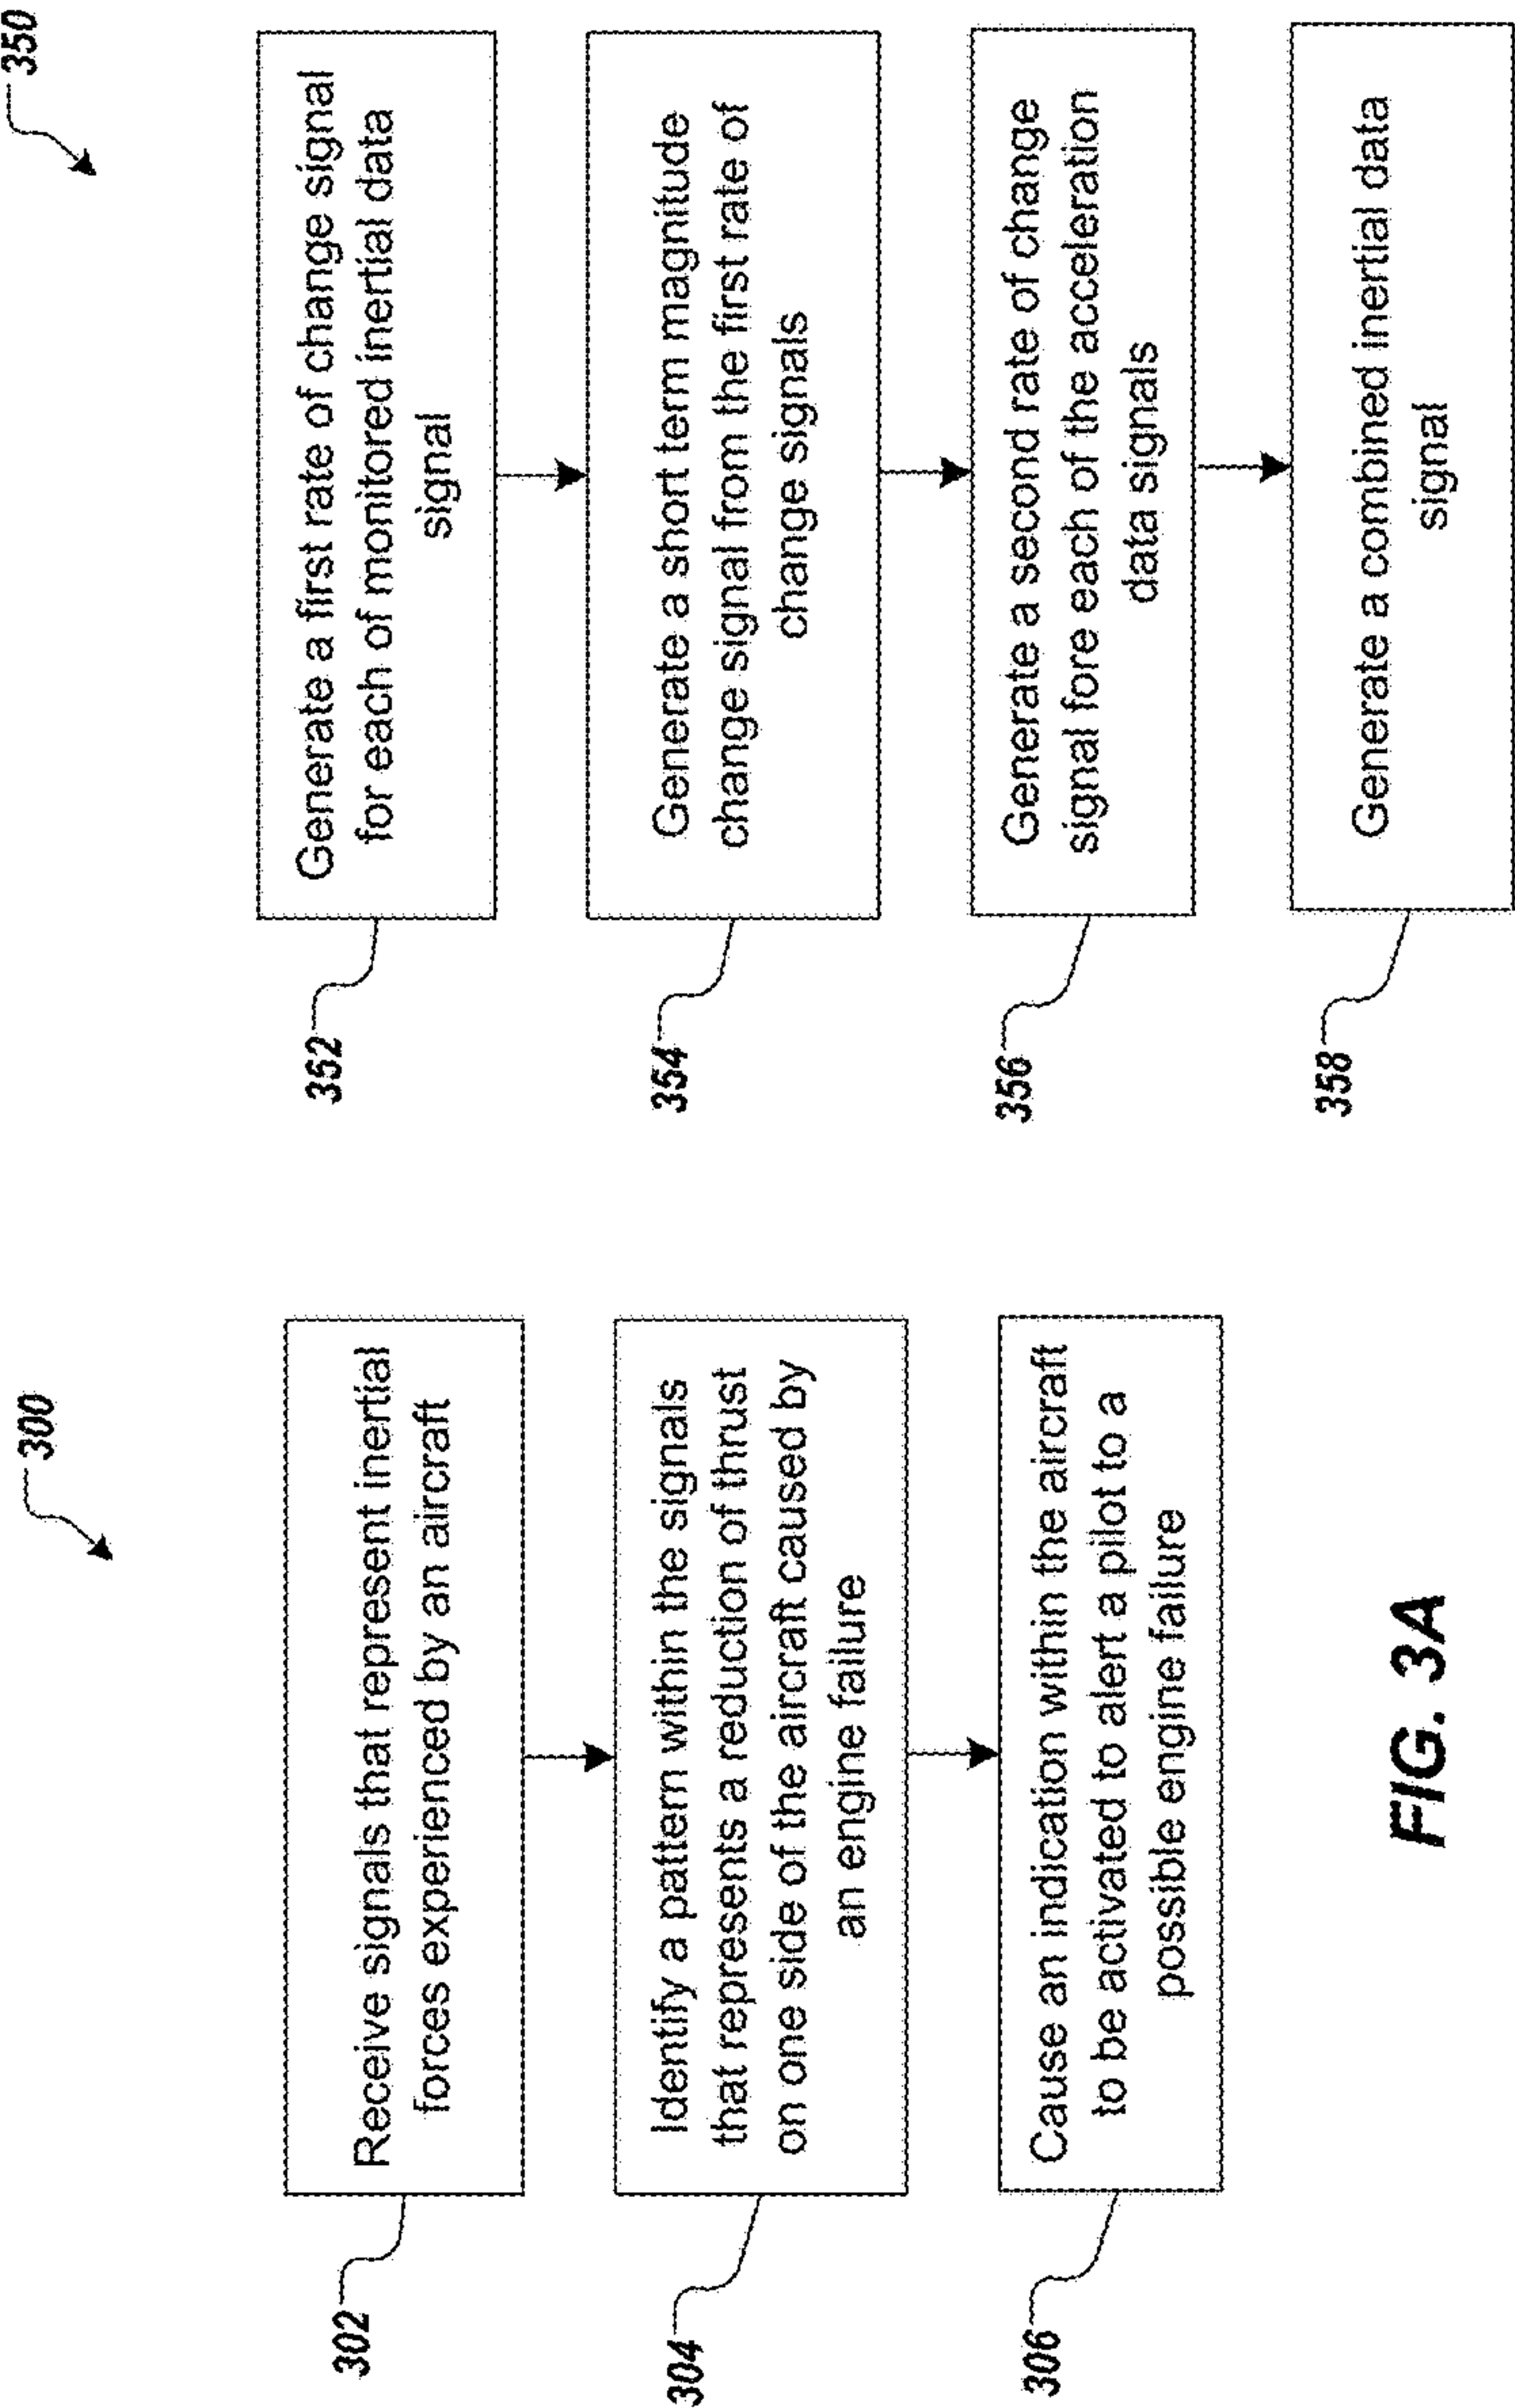 300
302
Receive signals that represent inertial
forces experienced by an aircraft
304
Identify a pattern within the signals
that represents a reduction of thrust
on one side of the aircraft caused by
an engine failure
306
Cause an indication within the aircraft
to be activated to alert a pilot to a
possible engine failure
FIG. 3A
350
352
Generate a first rate of change signal
for each of monitored inertial data
signal
354
Generate a short term magnitude
change signal from the first rate of
change signals
356
Generate a second rate of change
signal fore each of the acceleration
data signals
358
Generate a combined inertial data
signal